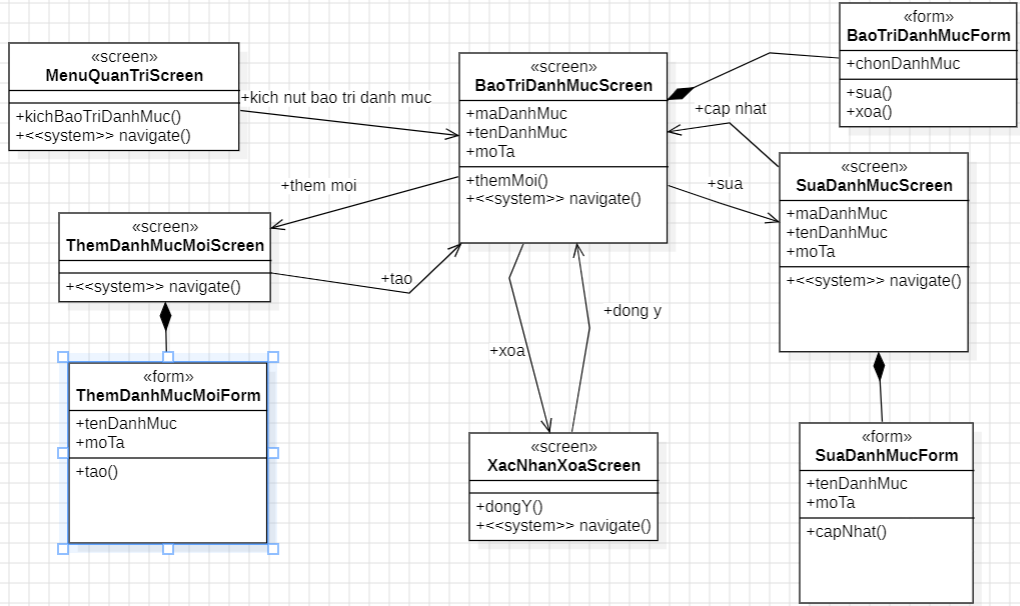 «screen»
MenuQuanTriScreen
+kichBaoTriDanhMuc()
+<<system>> navigate()
+kich nut bao tri danh muc
«screen»
BaoTriDanhMucScreen
+maDanhMuc
+tenDanhMuc
+moTa
+themMoi()
+<<system>> navigate()
«form»
BaoTriDanhMucForm
+chonDanhMuc
+sua()
+xoa()
+cap nhat
«screen»
SuaDanhMucScreen
+maDanhMuc
+tenDanhMuc
+moTa
+<<system>> navigate()
+sua
+them moi
«screen»
ThemDanhMucMoiScreen
+<<system>> navigate()
+tao
+dong y
+xoa
«form»
ThemDanhMucMoiForm
+tenDanhMuc
+moTa
+tao()
«screen»
XacNhanXoaScreen
+dongY()
+<<system>> navigate()
«form»
SuaDanhMucForm
+tenDanhMuc
+moTa
+capNhat()